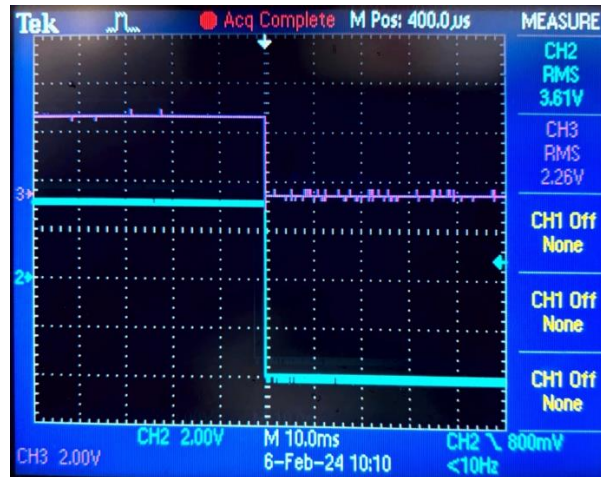 Tek Acq Complete M Pos: 400.0µs MEASURE
CH2
RMS
3.61V
CH3
RMS
2.26V
3
CH1 Off
None
2
CH1 Off
None
CH1 Off
None
CH2 2.00V M 10.0ms CH2 \ 800mV
CH3 2.00V 6-Feb-24 10:10 <10Hz